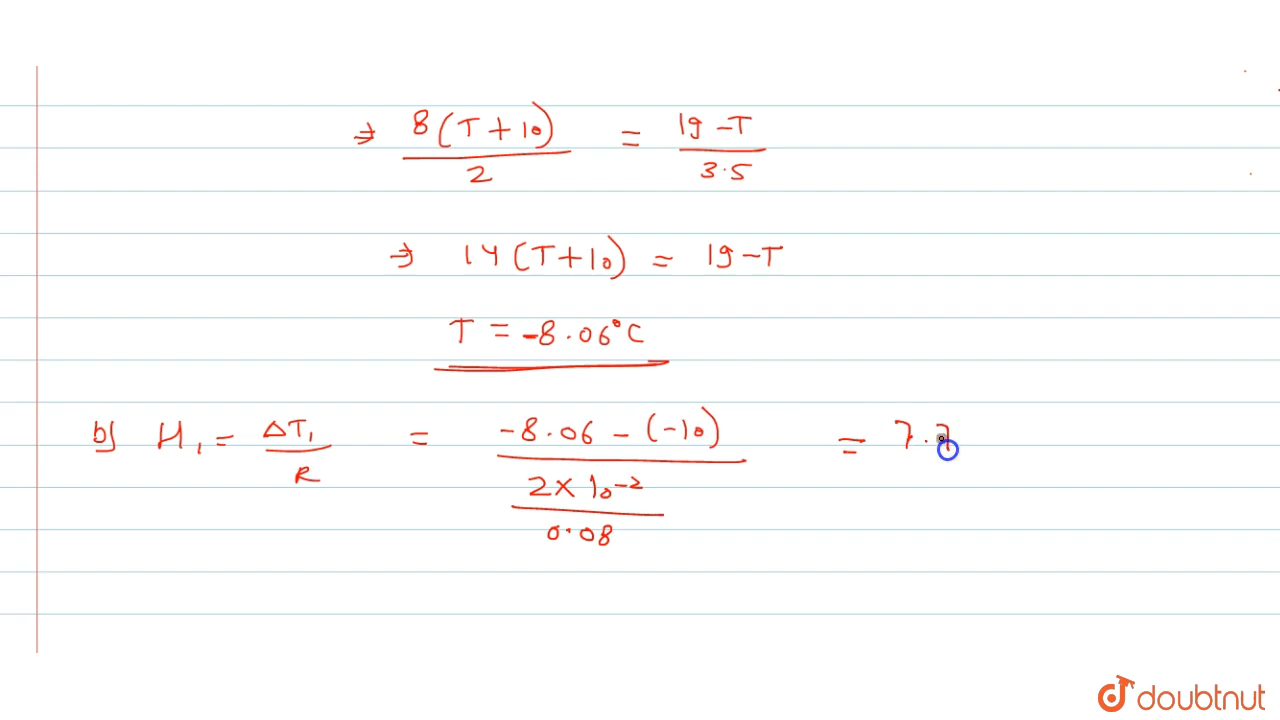 ⇒ 8(T+10)/2 = 19-T/3.5
⇒ 14(T+10) = 19-T
T = -8.06°C
b) H₁ = ΔT₁/R = -8.06-(-10)/(2×10⁻²/0.08) = 7.7
doubtnut